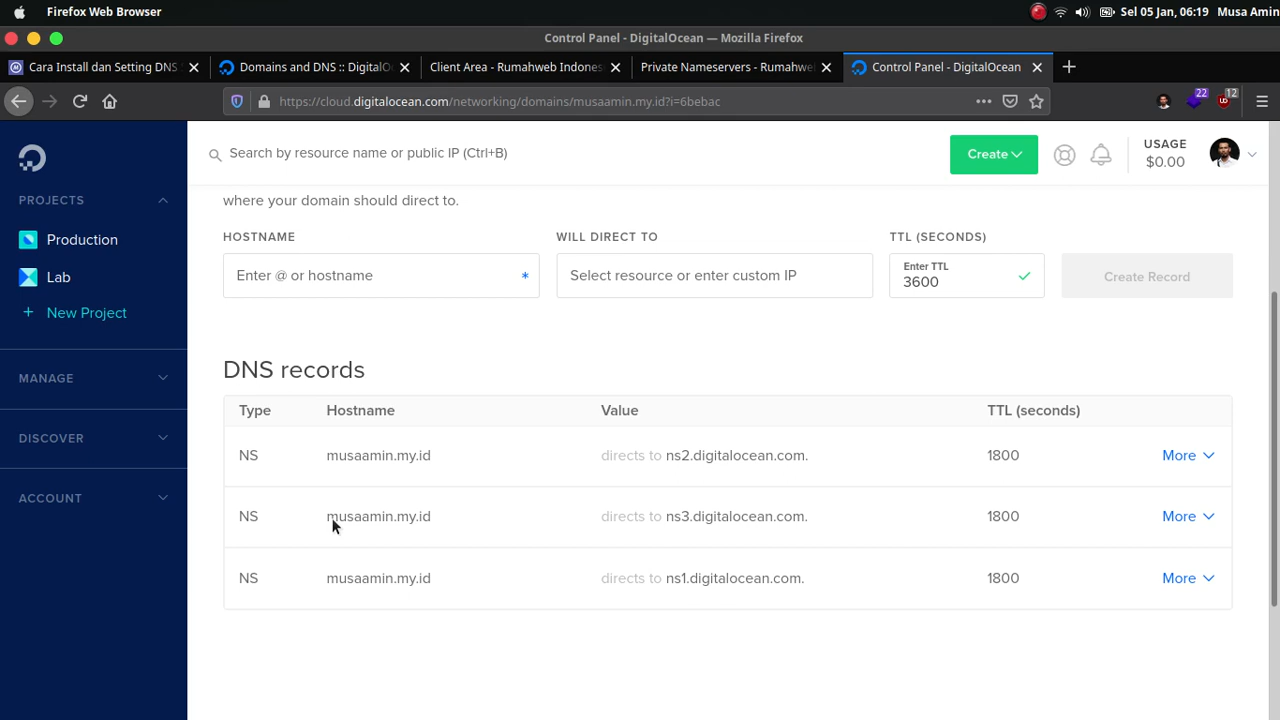 Firefox Web Browser
Sel 05 Jan, 06:19 Musa Amin
Control Panel - DigitalOcean — Mozilla Firefox
Cara Install dan Setting DNS
Domains and DNS :: DigitalO
Client Area - Rumahweb Indones
Private Nameservers - Rumahwe
Control Panel - DigitalOcean
https://cloud.digitalocean.com/networking/domains/musaamin.my.id?i=6bebac
22
12
Search by resource name or public IP (Ctrl+B)
Create
USAGE
$0.00
PROJECTS
Production
Lab
+ New Project
MANAGE
DISCOVER
ACCOUNT
where your domain should direct to.
HOSTNAME WILL DIRECT TO TTL (SECONDS)
Enter @ or hostname *
Select resource or enter custom IP
Enter TTL
3600
Create Record
DNS records
Type Hostname Value TTL (seconds)
NS musaamin.my.id directs to ns2.digitalocean.com. 1800 More
NS musaamin.my.id directs to ns3.digitalocean.com. 1800 More
NS musaamin.my.id directs to ns1.digitalocean.com. 1800 More